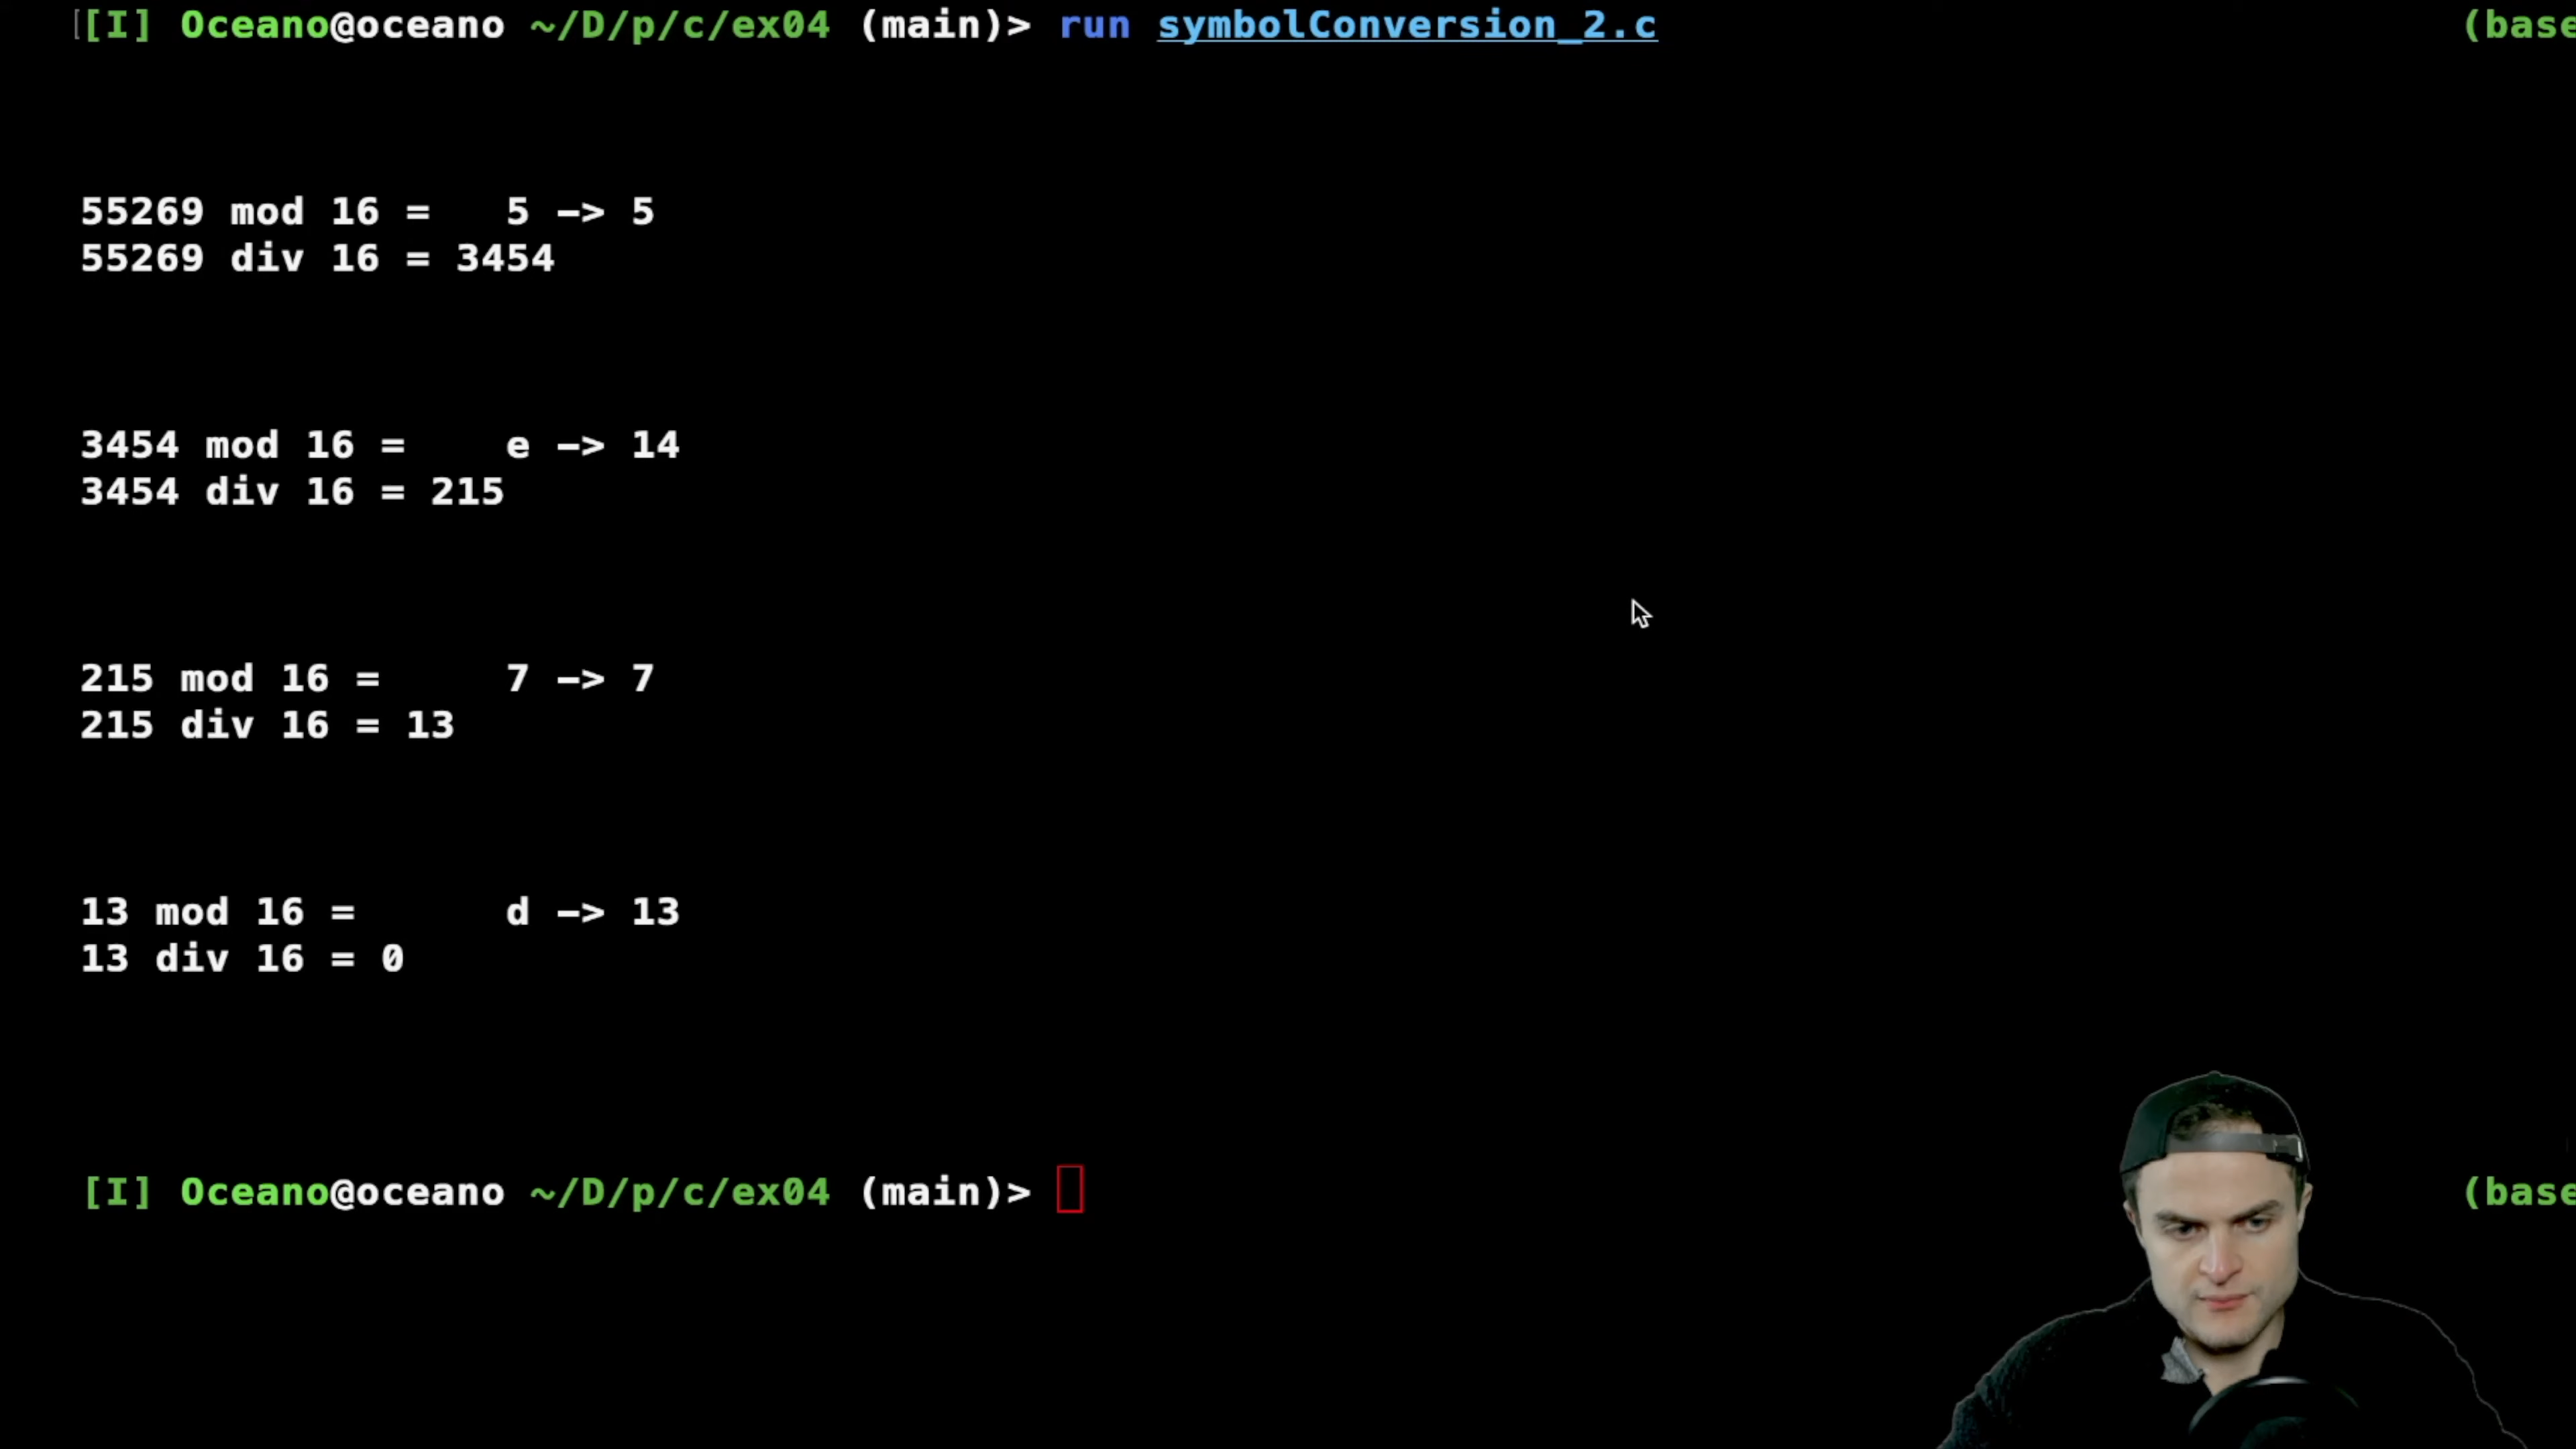 [[I] Oceano@oceano ~/D/p/c/ex04 (main)> run symbolConversion_2.c (base
55269 mod 16 = 5 —> 5
55269 div 16 = 3454
3454 mod 16 = e —> 14
3454 div 16 = 215
215 mod 16 = 7 —> 7
215 div 16 = 13
13 mod 16 = d —> 13
13 div 16 = 0
[I] Oceano@oceano ~/D/p/c/ex04 (main)> (base